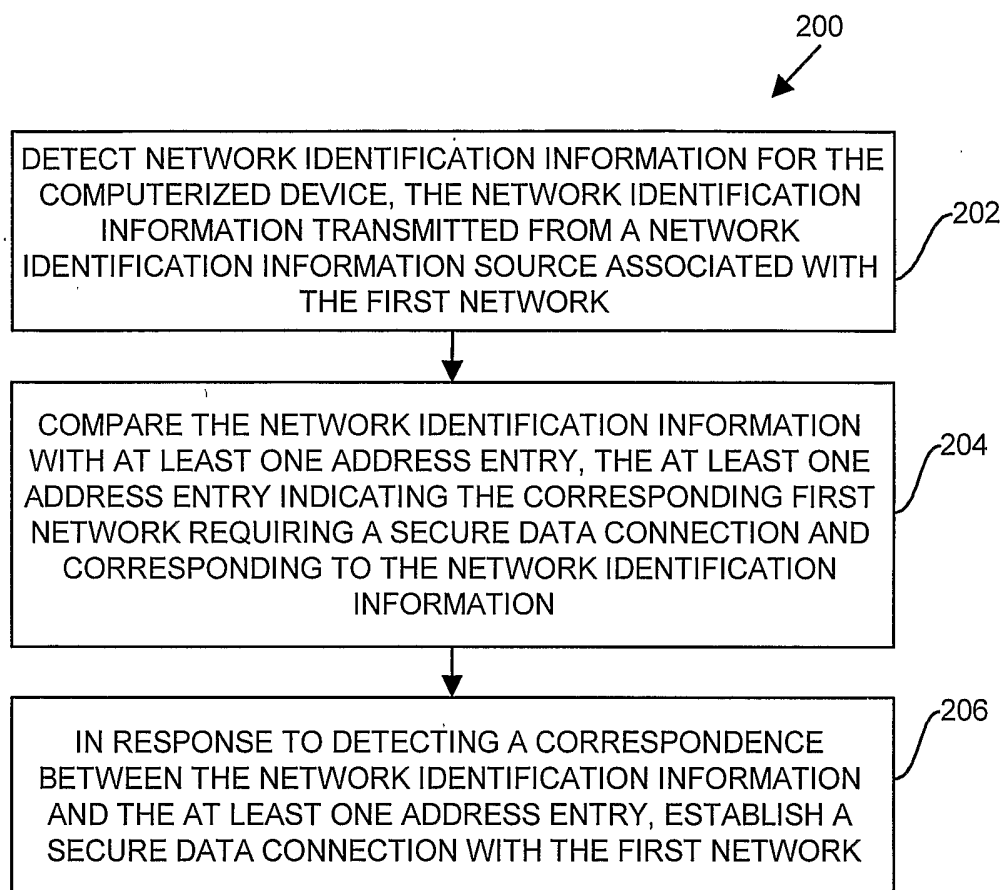 200
DETECT NETWORK IDENTIFICATION INFORMATION FOR THE
COMPUTERIZED DEVICE, THE NETWORK IDENTIFICATION
INFORMATION TRANSMITTED FROM A NETWORK
IDENTIFICATION INFORMATION SOURCE ASSOCIATED WITH
THE FIRST NETWORK
202
COMPARE THE NETWORK IDENTIFICATION INFORMATION
WITH AT LEAST ONE ADDRESS ENTRY, THE AT LEAST ONE
ADDRESS ENTRY INDICATING THE CORRESPONDING FIRST
NETWORK REQUIRING A SECURE DATA CONNECTION AND
CORRESPONDING TO THE NETWORK IDENTIFICATION
INFORMATION
204
IN RESPONSE TO DETECTING A CORRESPONDENCE
BETWEEN THE NETWORK IDENTIFICATION INFORMATION
AND THE AT LEAST ONE ADDRESS ENTRY, ESTABLISH A
SECURE DATA CONNECTION WITH THE FIRST NETWORK
206